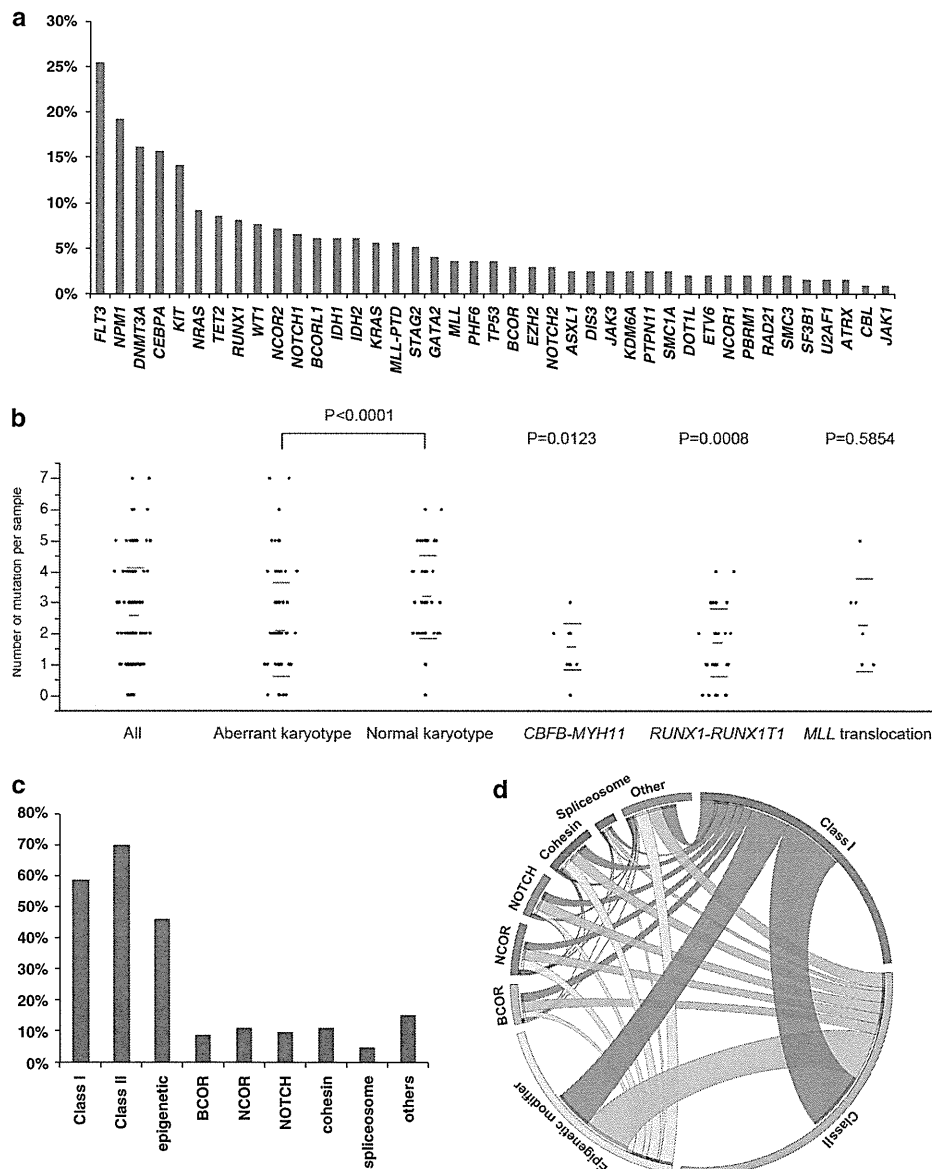 a
30%
25%
20%
15%
10%
5%
0%
FLT3
NPM1
DNMT3A
CEBPA
KIT
NRAS
TET2
RUNX1
WT1
NCOR2
NOTCH1
BCORL1
IDH1
IDH2
KRAS
MLL-PTD
STAG2
GATA2
MLL
PHF6
TP53
BCOR
EZH2
NOTCH2
ASXL1
DIS3
JAK3
KDM6A
PTPN11
SMC1A
DOT1L
ETV6
NCOR1
PBRM1
RAD21
SMC3
SF3B1
U2AF1
ATRX
CBL
JAK1
b
P<0.0001
P=0.0123
P=0.0008
P=0.5854
Number of mutation per sample
7
6
5
4
3
2
1
0
All
Aberrant karyotype
Normal karyotype
CBFB-MYH11
RUNX1-RUNX1T1
MLL translocation
c
80%
70%
60%
50%
40%
30%
20%
10%
0%
Class I
Class II
epigenetic
BCOR
NCOR
NOTCH
cohesin
spliceosome
others
d
Class I
ClassII
Epigenetic modifier
BCOR
NCOR
NOTCH
Cohesin
Spliceosome
Other